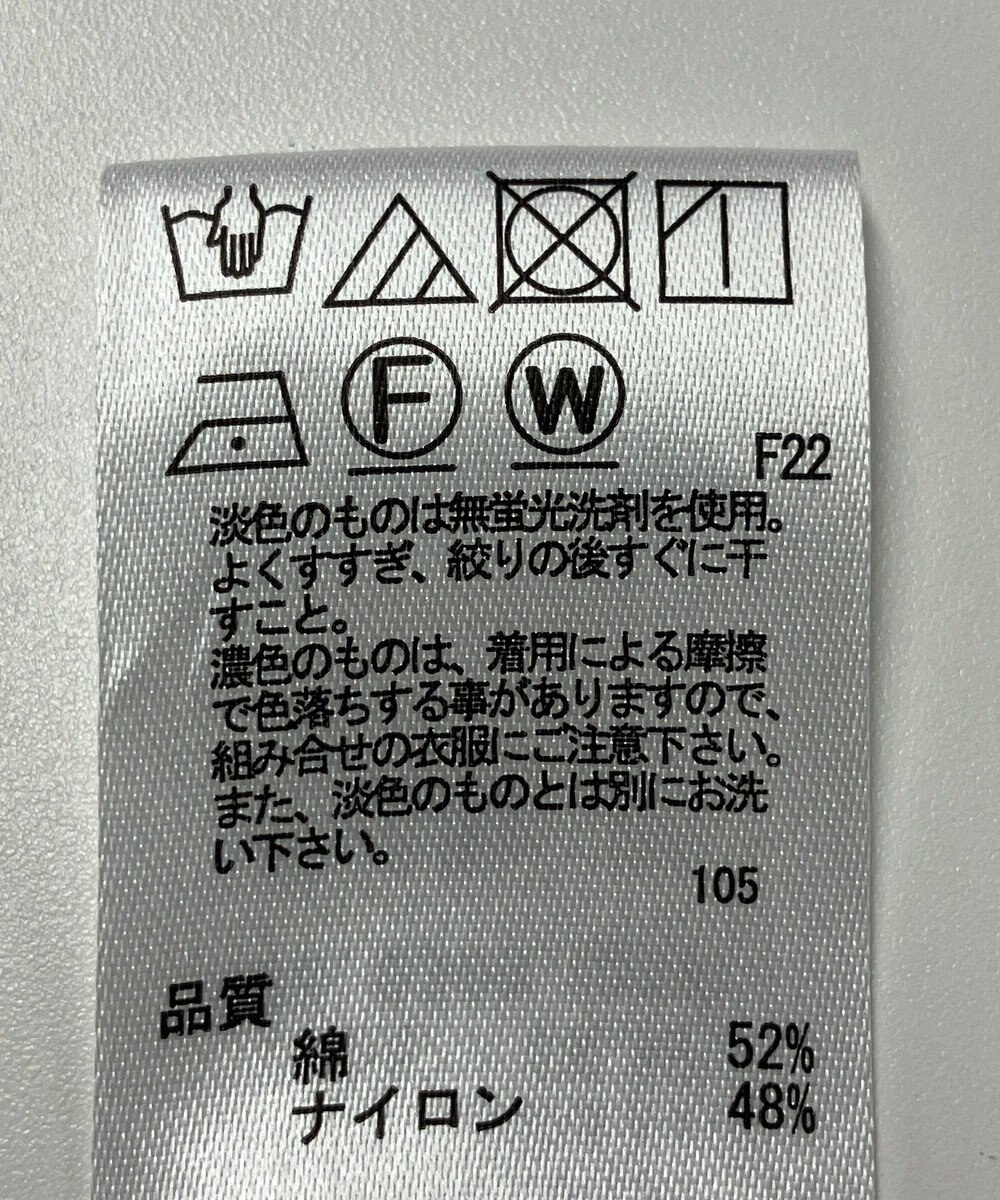 F
W
F22
淡色のものは無蛍光洗剤を使用。
よくすすぎ、絞りの後すぐに干
すこと。
濃色のものは、着用による摩擦
で色落ちする事がありますので、
組み合せの衣服にご注意下さい。
また、淡色のものとは別にお洗
い下さい。
105
品質
綿 52%
ナイロン 48%